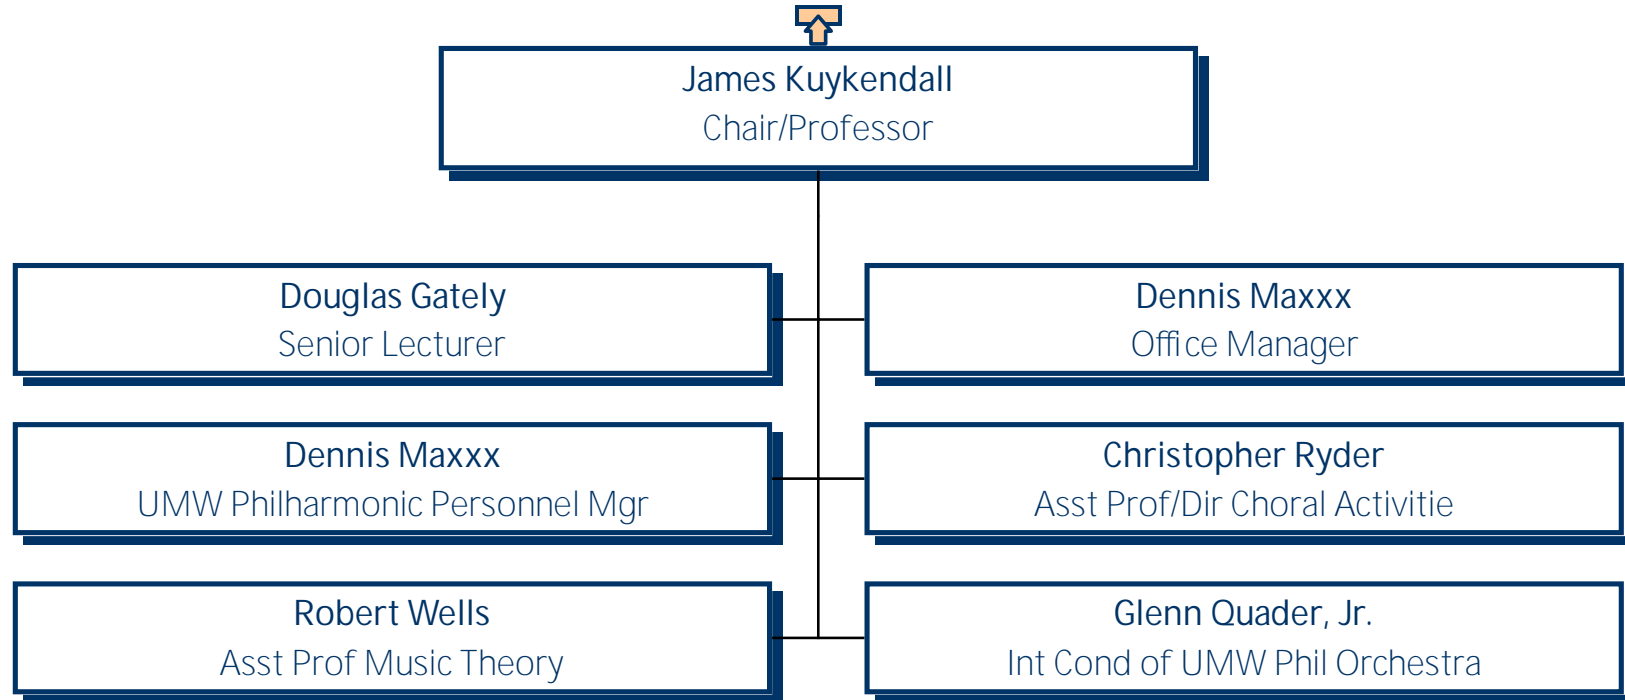 James Kuykendall
Chair/Professor
Douglas Gately
Senior Lecturer
Dennis Maxxx
Office Manager
Dennis Maxxx
UMW Philharmonic Personnel Mgr
Christopher Ryder
Asst Prof/Dir Choral Activitie
Robert Wells
Asst Prof Music Theory
Glenn Quader, Jr.
Int Cond of UMW Phil Orchestra